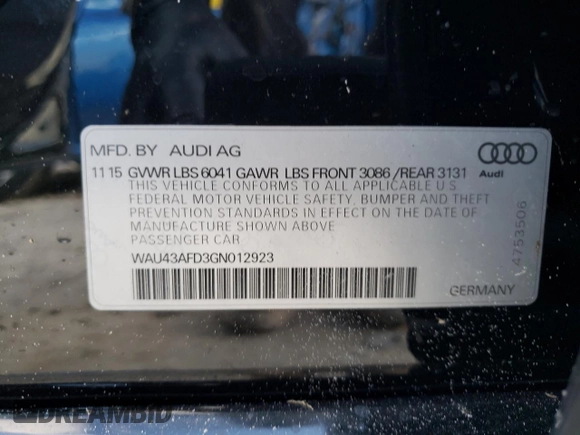 MFD. BY AUDI AG
11 15 GVWR LBS 6041 GAWR LBS FRONT 3086 /REAR 3131
THIS VEHICLE CONFORMS TO ALL APPLICABLE U S
FEDERAL MOTOR VEHICLE SAFETY, BUMPER AND THEFT
PREVENTION STANDARDS IN EFFECT ON THE DATE OF
MANUFACTURE SHOWN ABOVE
PASSENGER CAR
WAU43AFD3GN012923
Audi
4753506
GERMANY
DREAMBID